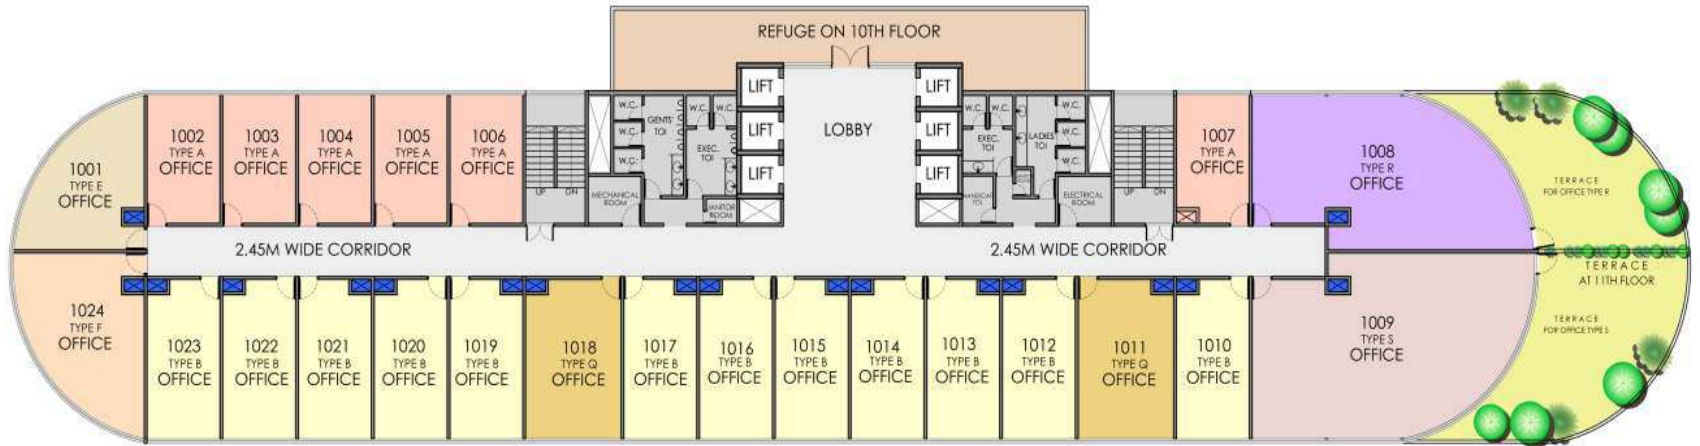 REFUGE ON 10TH FLOOR
LIFT
LIFT
LIFT
LOBBY
LIFT
LIFT
LIFT
1001
TYPE E
OFFICE
1002
TYPE A
OFFICE
1003
TYPE A
OFFICE
1004
TYPE A
OFFICE
1005
TYPE A
OFFICE
1006
TYPE A
OFFICE
UP
DN
W.C.
W.C.
W.C.
GENTS'
TOI
W.C.
W.C.
EXEC.
TOI
MECHANICAL
ROOM
JANITOR
ROOM
W.C.
W.C.
EXEC.
TOI
LADIES
TOI
W.C.
W.C.
W.C.
HANDICAP
TOI.
ELECTRICAL
ROOM
UP
DN
1007
TYPE A
OFFICE
1008
TYPE R
OFFICE
TERRACE
FOR OFFICE TYPE R
2.45M WIDE CORRIDOR
2.45M WIDE CORRIDOR
TERRACE
AT 11TH FLOOR
TERRACE
FOR OFFICE TYPE S
1024
TYPE F
OFFICE
1023
TYPE B
OFFICE
1022
TYPE B
OFFICE
1021
TYPE B
OFFICE
1020
TYPE B
OFFICE
1019
TYPE B
OFFICE
1018
TYPE Q
OFFICE
1017
TYPE B
OFFICE
1016
TYPE B
OFFICE
1015
TYPE B
OFFICE
1014
TYPE B
OFFICE
1013
TYPE B
OFFICE
1012
TYPE B
OFFICE
1011
TYPE Q
OFFICE
1010
TYPE B
OFFICE
1009
TYPE S
OFFICE